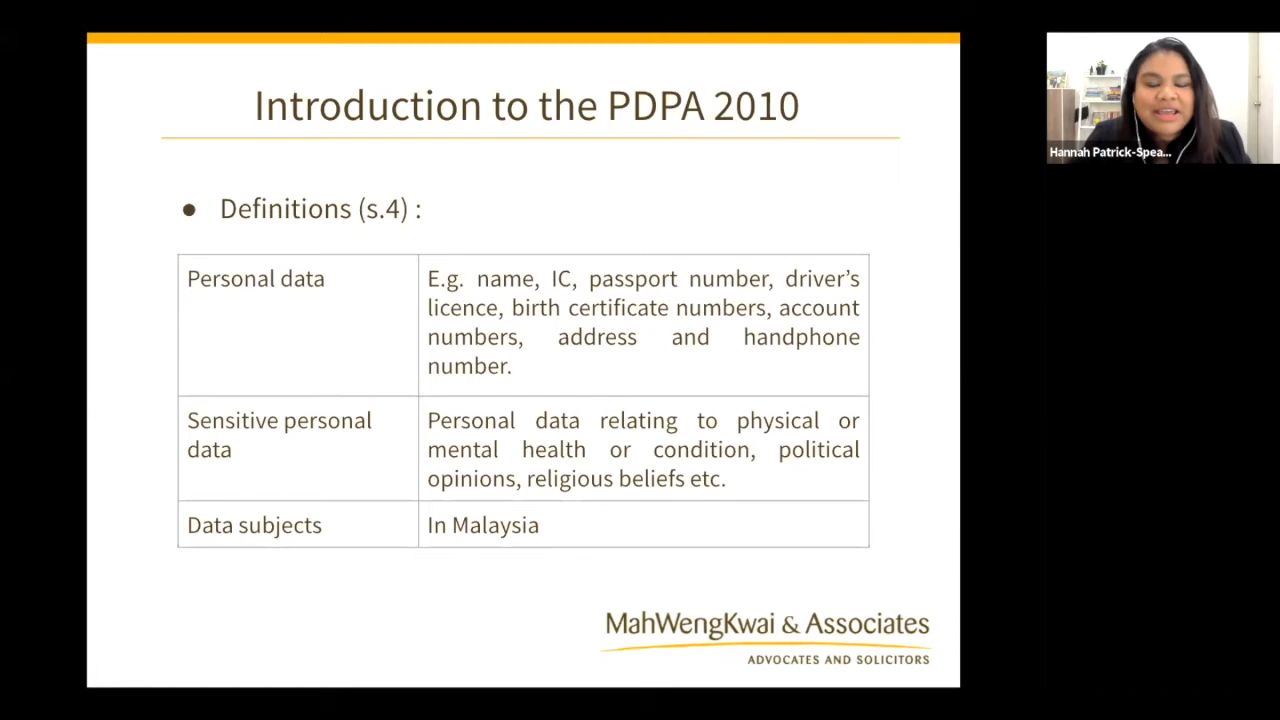 Introduction to the PDPA 2010
Hannah Patrick-Spea...
● Definitions (s.4) :
Personal data
E.g. name, IC, passport number, driver’s
licence, birth certificate numbers, account
numbers, address and handphone
number.
Sensitive personal
data
Personal data relating to physical or
mental health or condition, political
opinions, religious beliefs etc.
Data subjects
In Malaysia
MahWengKwai & Associates
ADVOCATES AND SOLICITORS